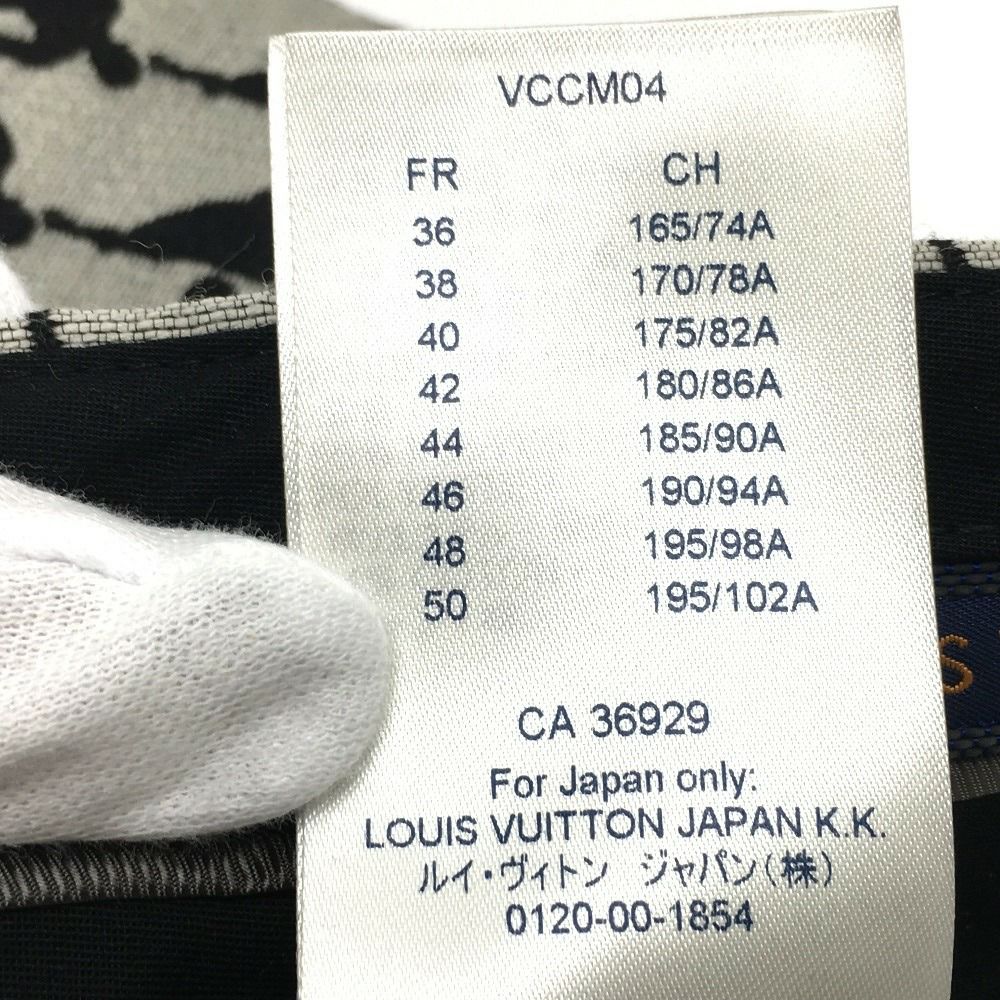 VCCM04
FR CH
36 165/74A
38 170/78A
40 175/82A
42 180/86A
44 185/90A
46 190/94A
48 195/98A
50 195/102A
CA 36929
For Japan only:
LOUIS VUITTON JAPAN K.K.
ルイ・ヴィトン ジャパン(株)
0120-00-1854
S